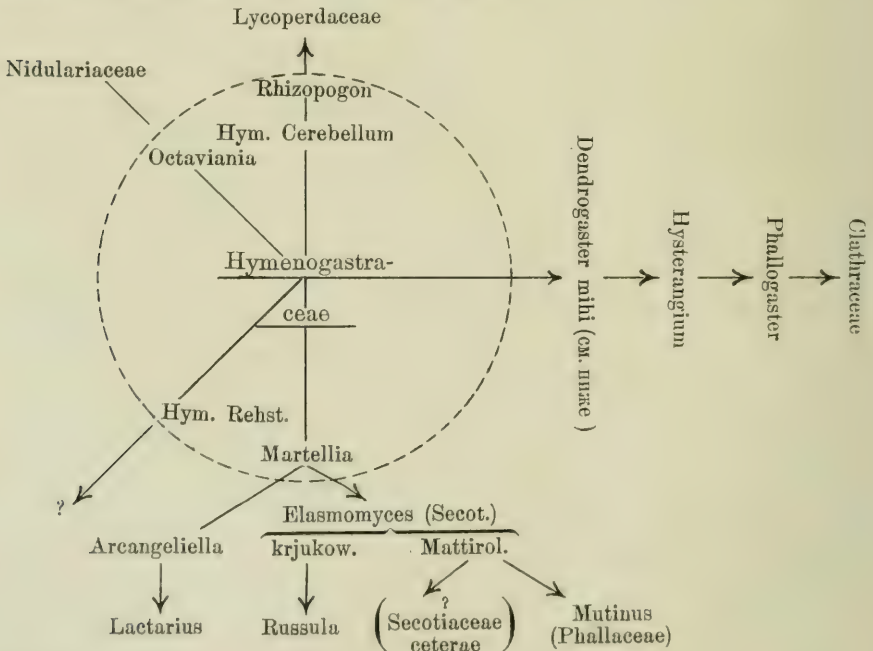 Lycoperdaceae
Nidulariaceae
Rhizopogon
Hym. Cerebellum
Octaviania
Hymenogastra-
ceae
Dendrogaster mihi (см. ниже)
Hysterangium
Phallogaster
Clathraceae
Hym. Rehst.
Martellia
?
Elasmomyces (Secot.)
Arcangeliella
krjukow.
Mattirol.
?
Lactarius
Russula
(Secotiaceae
ceterae)
Mutinus
(Phallaceae)